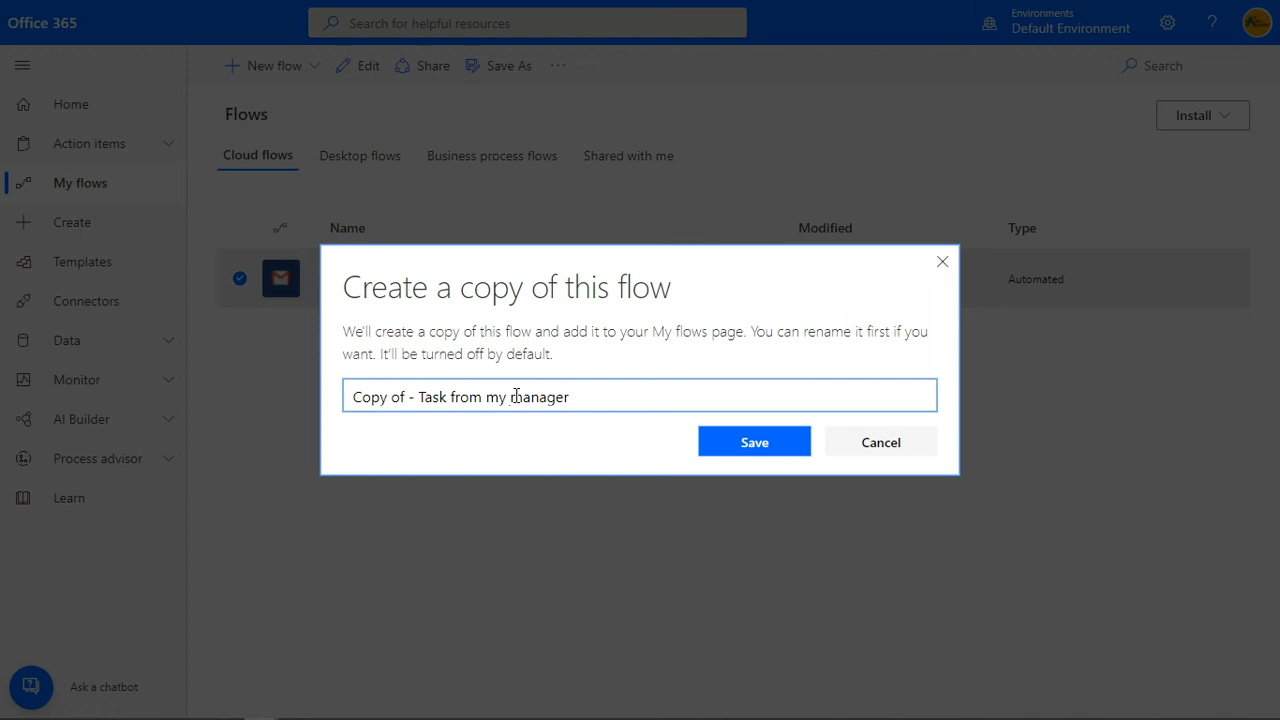 Office 365
Search for helpful resources
Environments
Default Environment
?
New flow
Edit
Share
Save As
...
Search
Home
Action items
My flows
Create
Templates
Connectors
Data
Monitor
AI Builder
Process advisor
Learn
Ask a chatbot
Flows
Install
Cloud flows
Desktop flows
Business process flows
Shared with me
Name
Modified
Type
Automated
Create a copy of this flow
We'll create a copy of this flow and add it to your My flows page. You can rename it first if you
want. It'll be turned off by default.
Copy of - Task from my manager
Save
Cancel